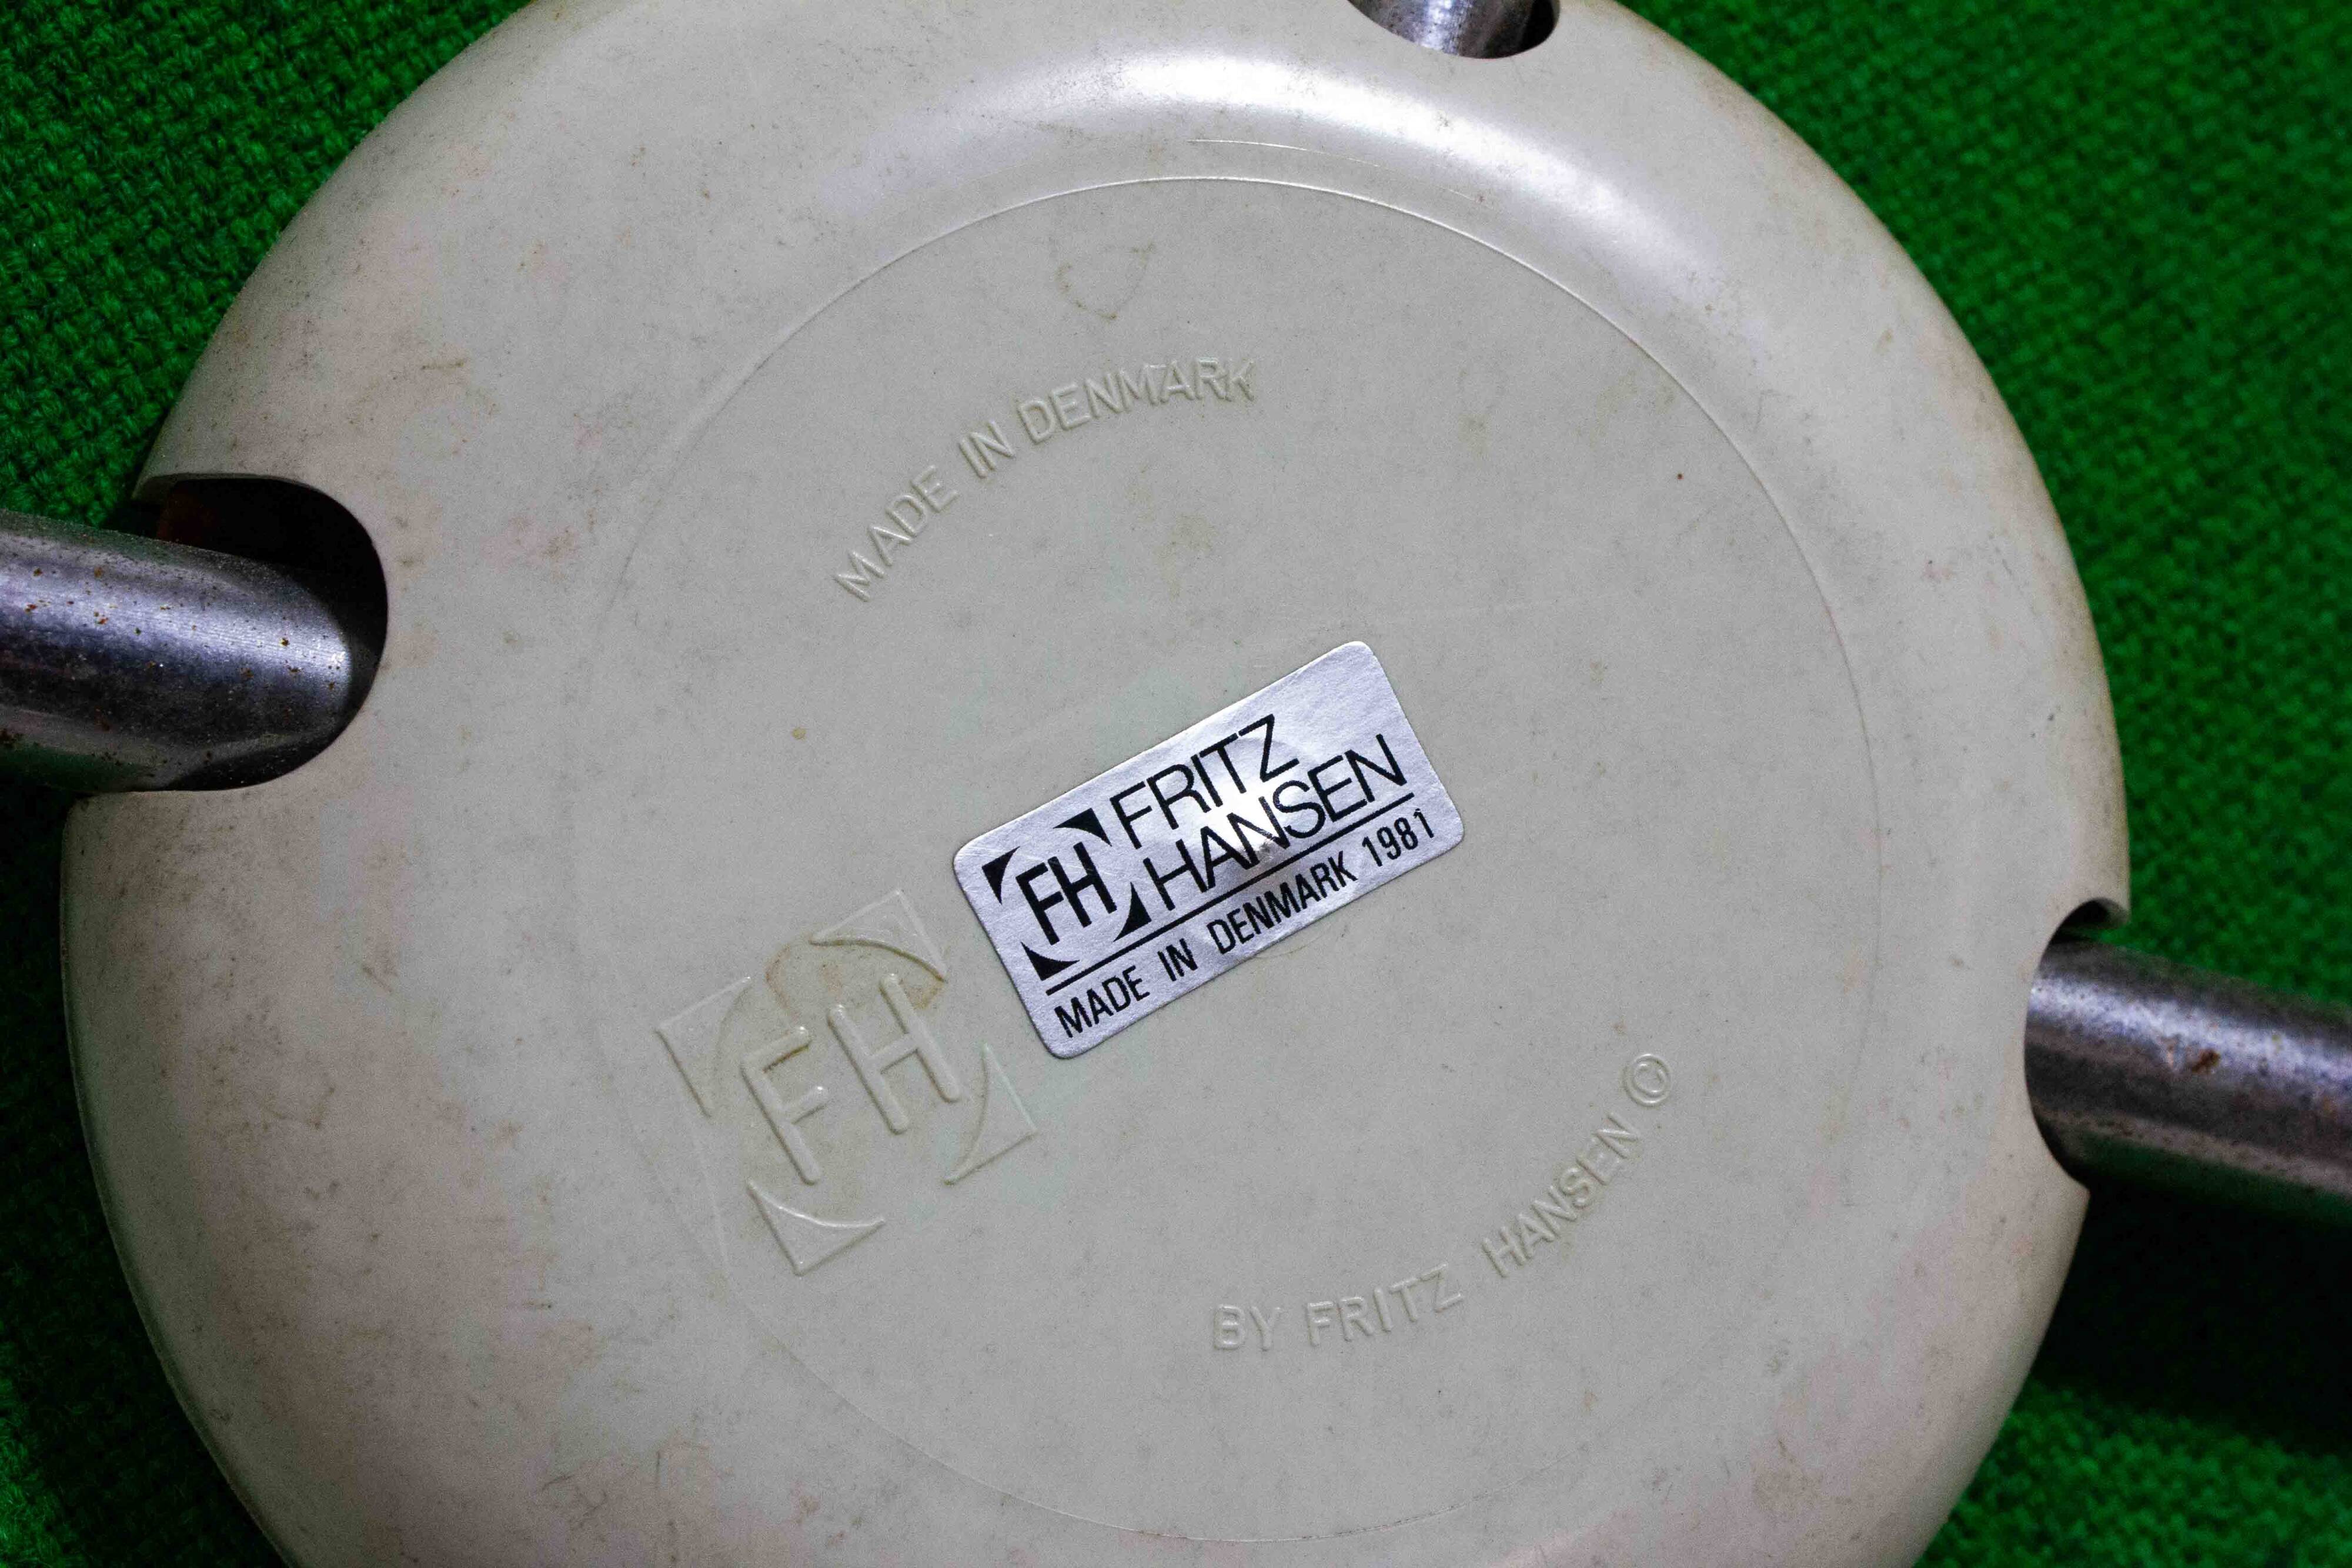 MADE IN DENMARK
FH
FRITZ
HANSEN
MADE IN DENMARK 1981
FH
BY FRITZ HANSEN ©